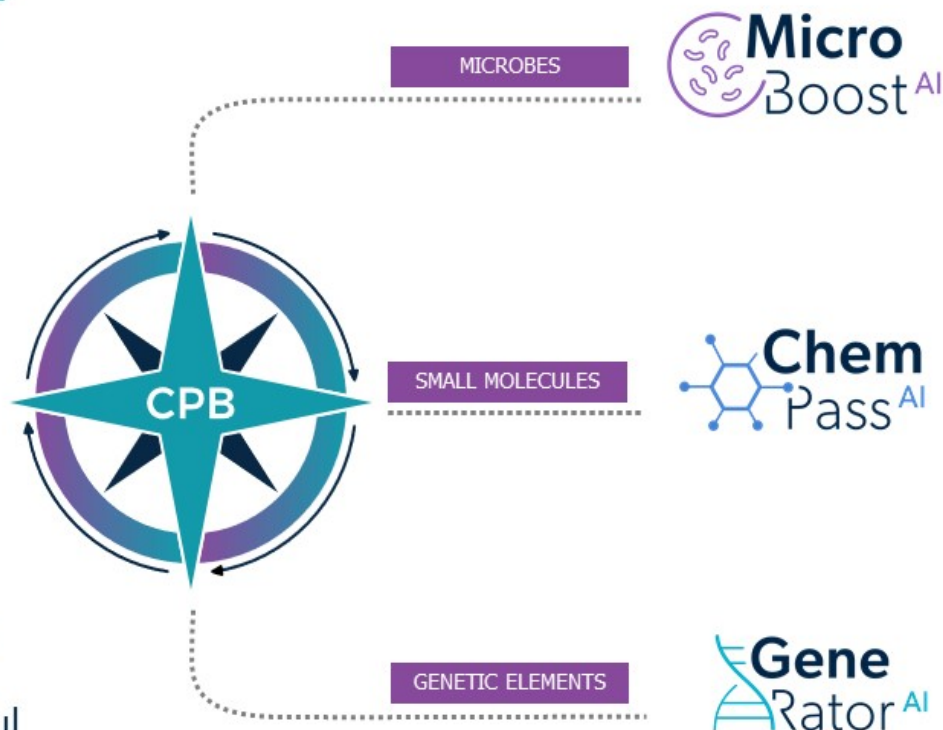 MICROBES
Micro
Boost AI
CPB
SMALL MOLECULES
Chem
Pass AI
GENETIC ELEMENTS
Gene
Rator AI